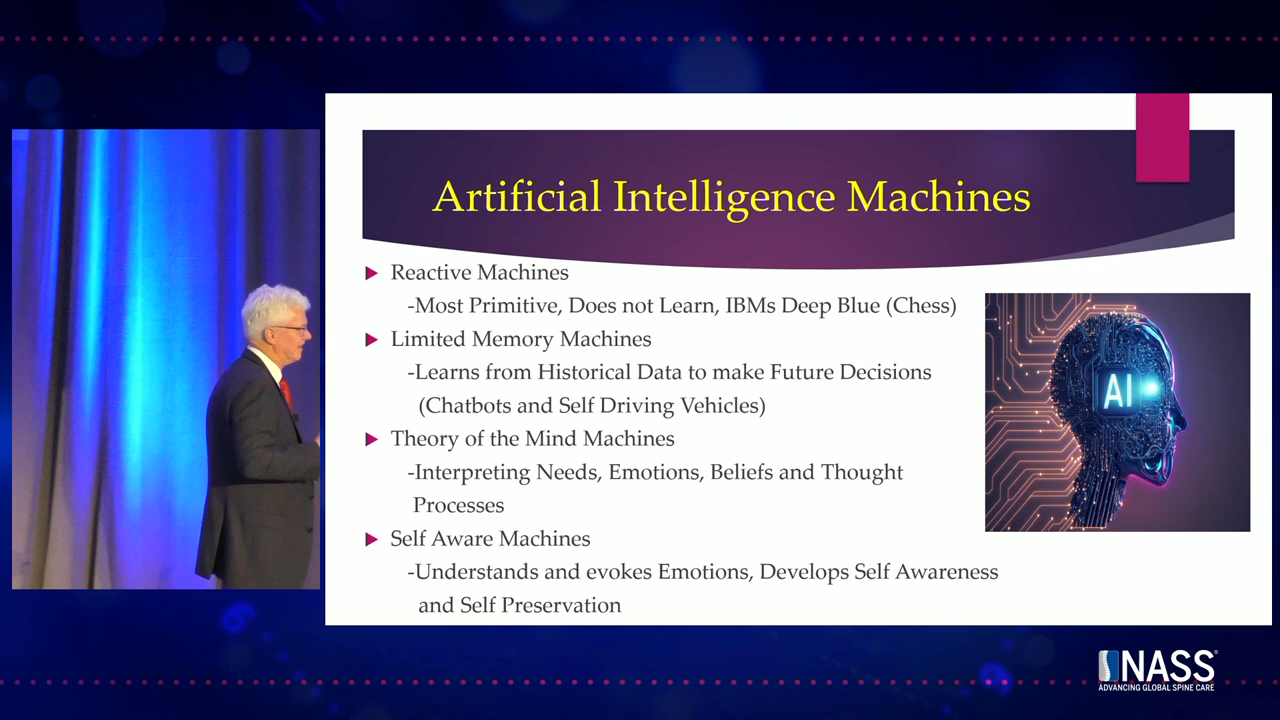 Artificial Intelligence Machines
Reactive Machines
-Most Primitive, Does not Learn, IBMs Deep Blue (Chess)
Limited Memory Machines
-Learns from Historical Data to make Future Decisions
(Chatbots and Self Driving Vehicles)
Theory of the Mind Machines
-Interpreting Needs, Emotions, Beliefs and Thought
Processes
Self Aware Machines
-Understands and evokes Emotions, Develops Self Awareness
and Self Preservation
AI
NASS®
ADVANCING GLOBAL SPINE CARE